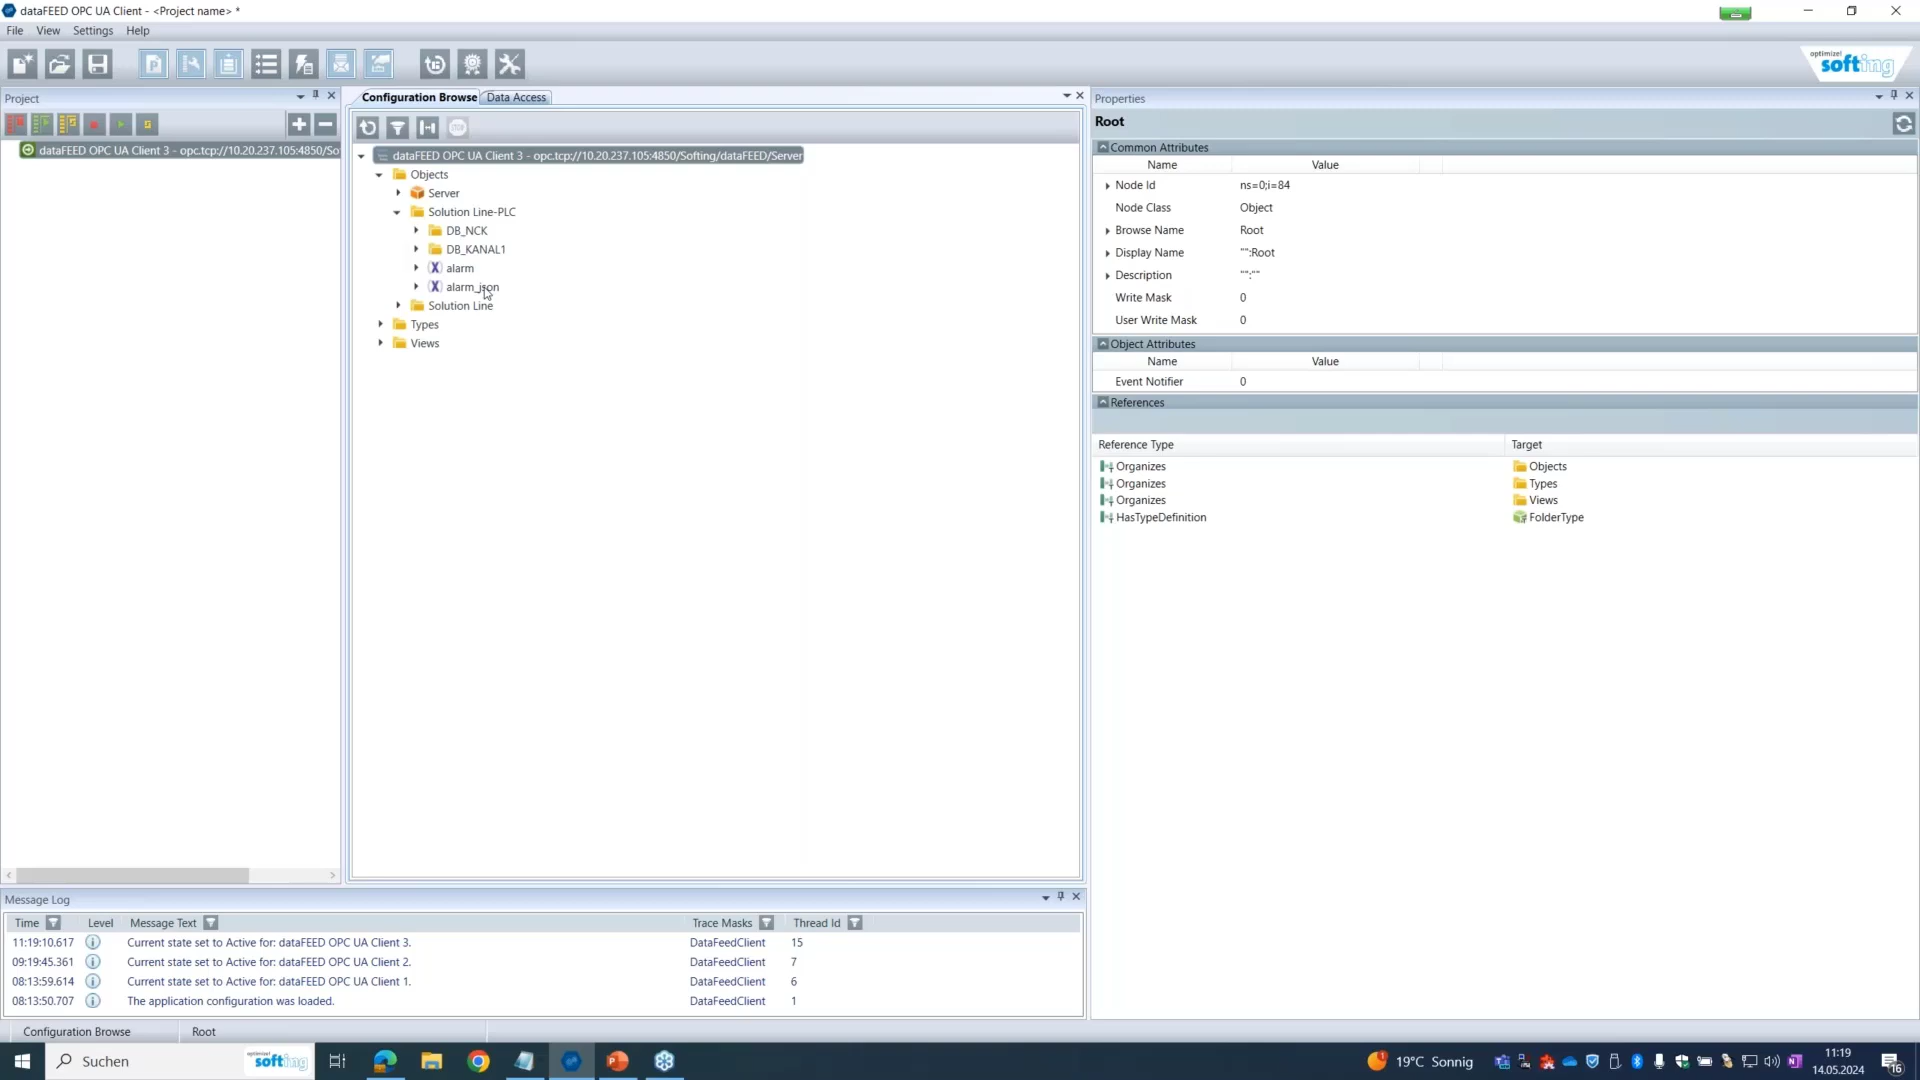 dataFEED OPC UA Client - <Project name> *
File View Settings Help
optimize!
softing
Project
Configuration Browse Data Access
Properties
dataFEED OPC UA Client 3 - opc.tcp://10.20.237.105:4850/So
dataFEED OPC UA Client 3 - opc.tcp://10.20.237.105:4850/Softing/dataFEED/Server
Objects
Server
Solution Line-PLC
DB_NCK
DB_KANAL1
alarm
alarm_json
Solution Line
Types
Views
Root
Common Attributes
Name Value
Node Id ns=0;i=84
Node Class Object
Browse Name Root
Display Name "":Root
Description "":""
Write Mask 0
User Write Mask 0
Object Attributes
Name Value
Event Notifier 0
References
Reference Type Target
Organizes Objects
Organizes Types
Organizes Views
HasTypeDefinition FolderType
Message Log
Time Level Message Text Trace Masks Thread Id
11:19:10.617 Current state set to Active for: dataFEED OPC UA Client 3. DataFeedClient 15
09:19:45.361 Current state set to Active for: dataFEED OPC UA Client 2. DataFeedClient 7
08:13:59.614 Current state set to Active for: dataFEED OPC UA Client 1. DataFeedClient 6
08:13:50.707 The application configuration was loaded. DataFeedClient 1
Configuration Browse Root
Suchen
optimize!
softing
1
19°C Sonnig
11:19
14.05.2024
16